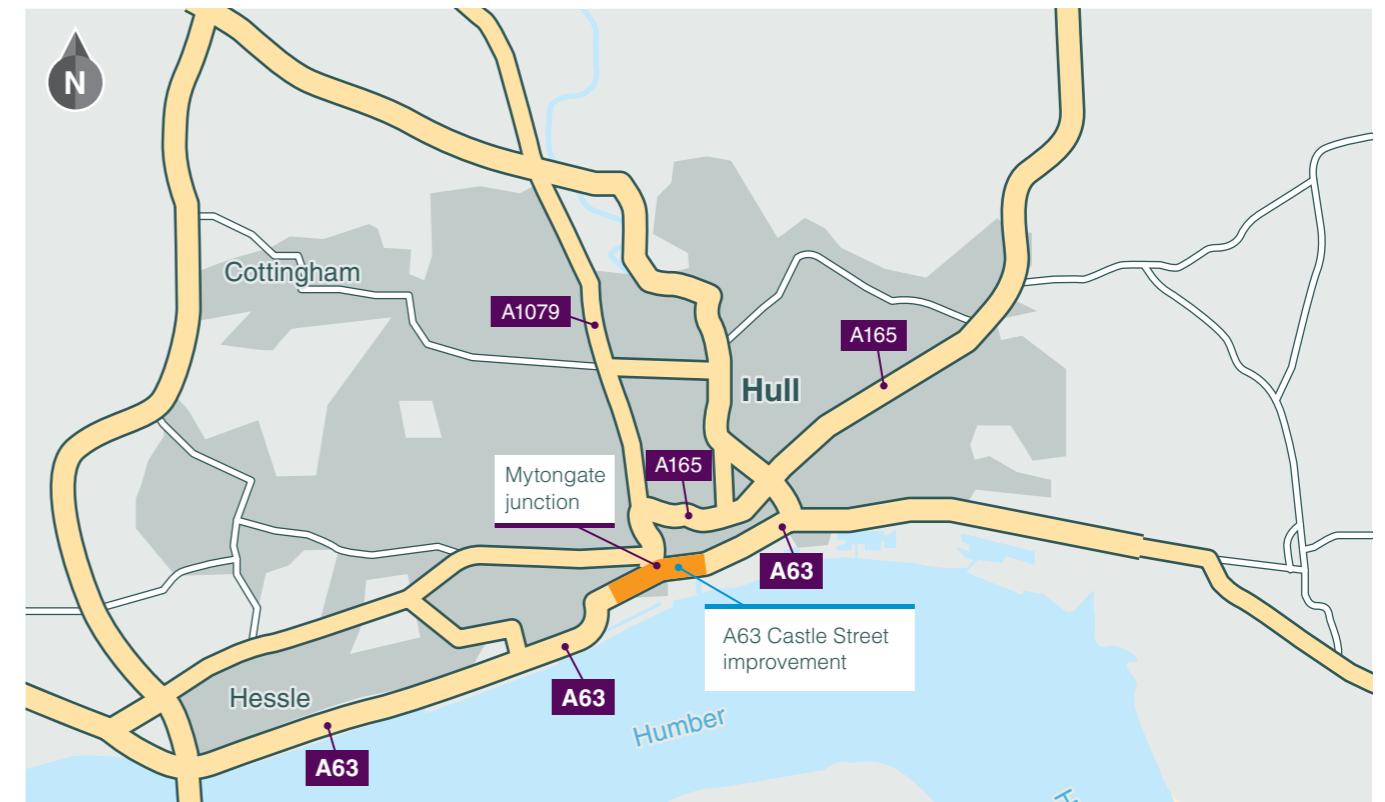 N
Cottingham
A1079
A165
Hull
Mytongate
junction
A165
A63
A63 Castle Street
improvement
Hessle
A63
Humber
A63